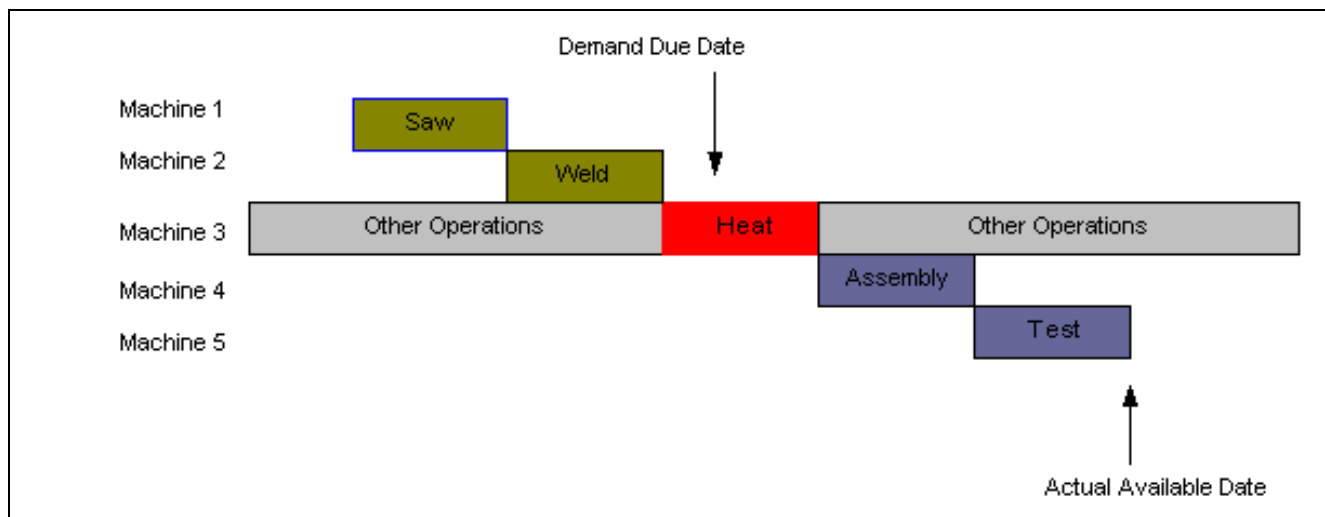 Demand Due Date
Machine 1
Saw
Machine 2
Weld
Machine 3
Other Operations
Heat
Other Operations
Machine 4
Assembly
Machine 5
Test
Actual Available Date